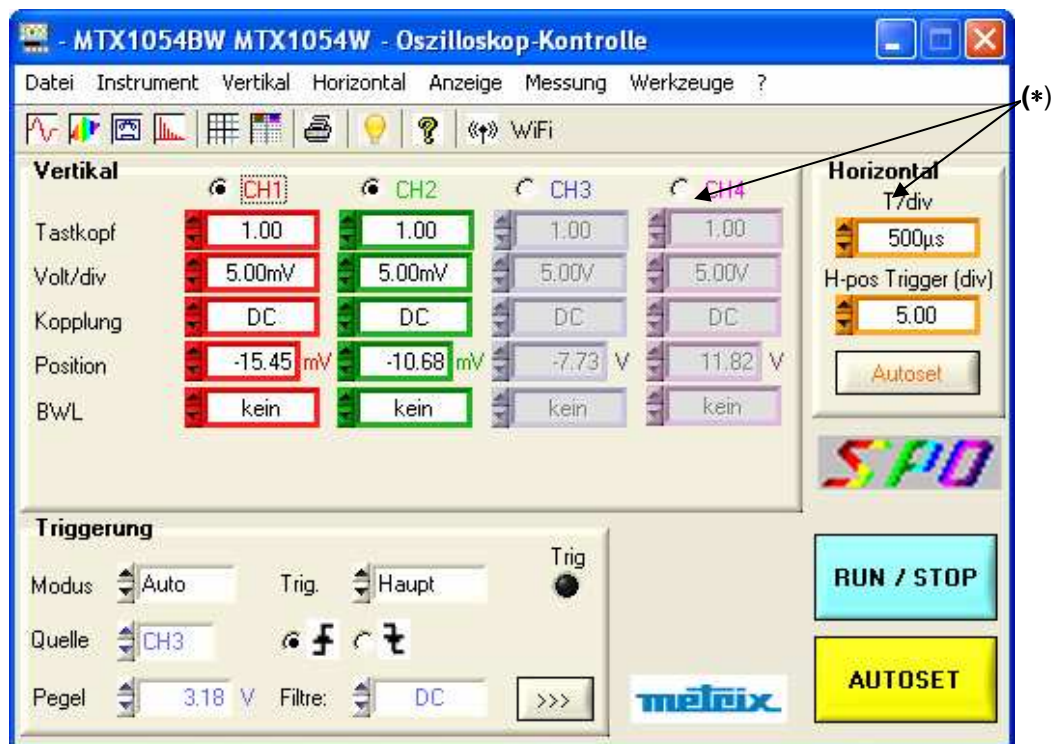 - MTX1054BW MTX1054W - Oszilloskop-Kontrolle
Datei Instrument Vertikal Horizontal Anzeige Messung Werkzeuge ?
WiFi
(*)
Vertikal
CH1 CH2 CH3 CH4
Tastkopf 1.00 1.00 1.00 1.00
Volt/div 5.00mV 5.00mV 5.00V 5.00V
Kopplung DC DC DC DC
Position -15.45 mV -10.68 mV -7.73 V 11.82 V
BWL kein kein kein kein
Horizontal
T/div
500µs
H-pos Trigger (div)
5.00
Autoset
SPO
Triggerung
Modus Auto Trig. Haupt Trig
Quelle CH3
Pegel 3.18 V Filtre: DC >>>
metrix
RUN / STOP
AUTOSET